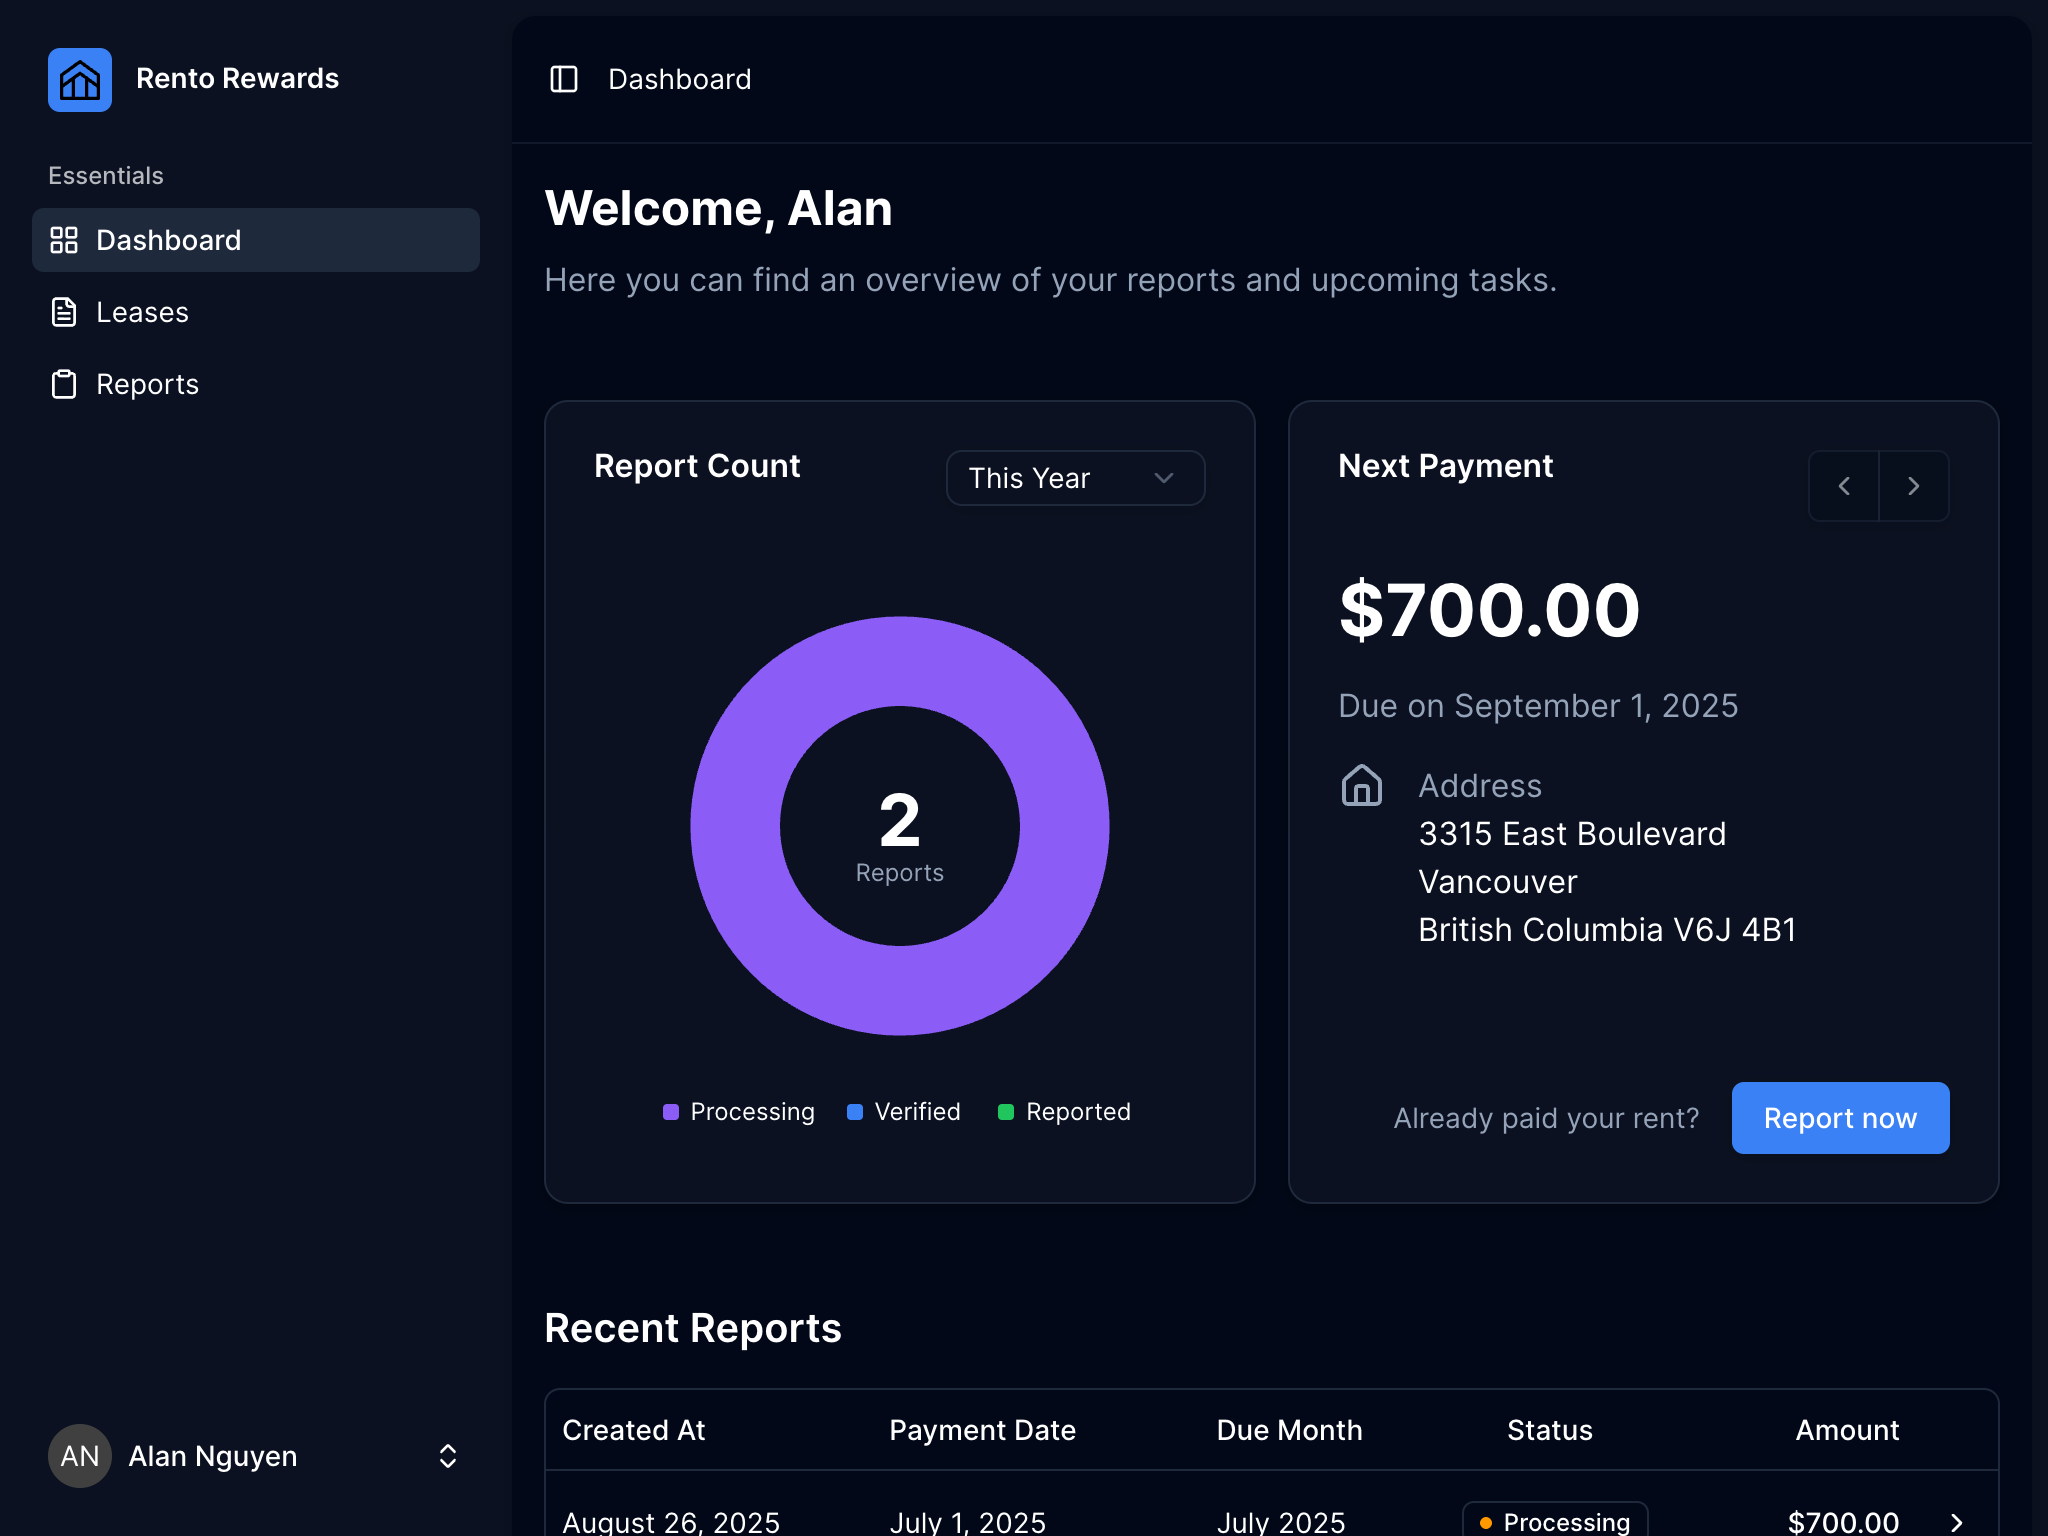 Rento Rewards
Essentials
Dashboard
Leases
Reports
AN Alan Nguyen
Dashboard
Welcome, Alan
Here you can find an overview of your reports and upcoming tasks.
Report Count
This Year
2
Reports
Processing Verified Reported
Next Payment
$700.00
Due on September 1, 2025
Address
3315 East Boulevard
Vancouver
British Columbia V6J 4B1
Already paid your rent? Report now
Recent Reports
Created At Payment Date Due Month Status Amount
August 26, 2025 July 1, 2025 July 2025 Processing $700.00